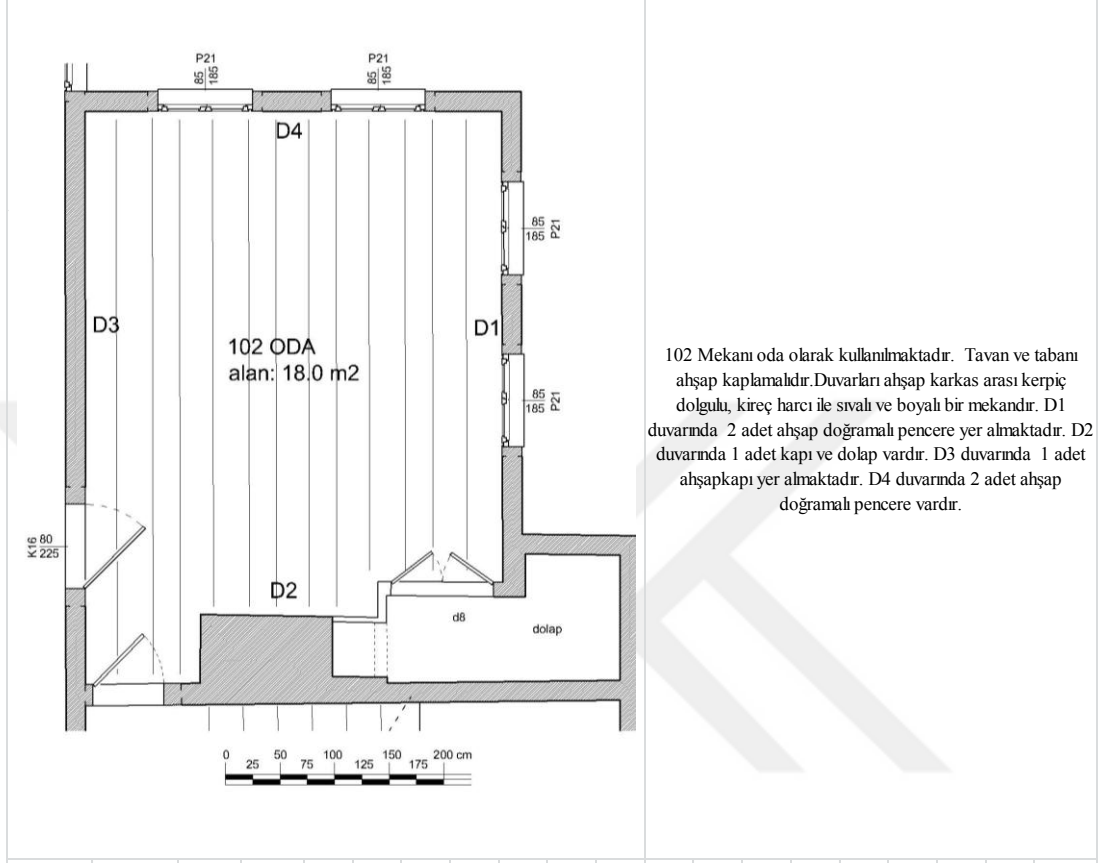 P21
85
185
P21
85
185
D4
85
185
P21
D3
D1
102 ODA
alan: 18.0 m2
85
185
P21
K16
80
225
D2
d8
dolap
0 25 50 75 100 125 150 175 200 cm
102 Mekanı oda olarak kullanılmaktadır. Tavan ve tabanı
ahşap kaplamalıdır.Duvarları ahşap karkas arası kerpiç
dolgulu, kireç harcı ile sıvalı ve boyalı bir mekandır. D1
duvarında 2 adet ahşap doğramalı pencere yer almaktadır. D2
duvarında 1 adet kapı ve dolap vardır. D3 duvarında 1 adet
ahşapkapı yer almaktadır. D4 duvarında 2 adet ahşap
doğramalı pencere vardır.